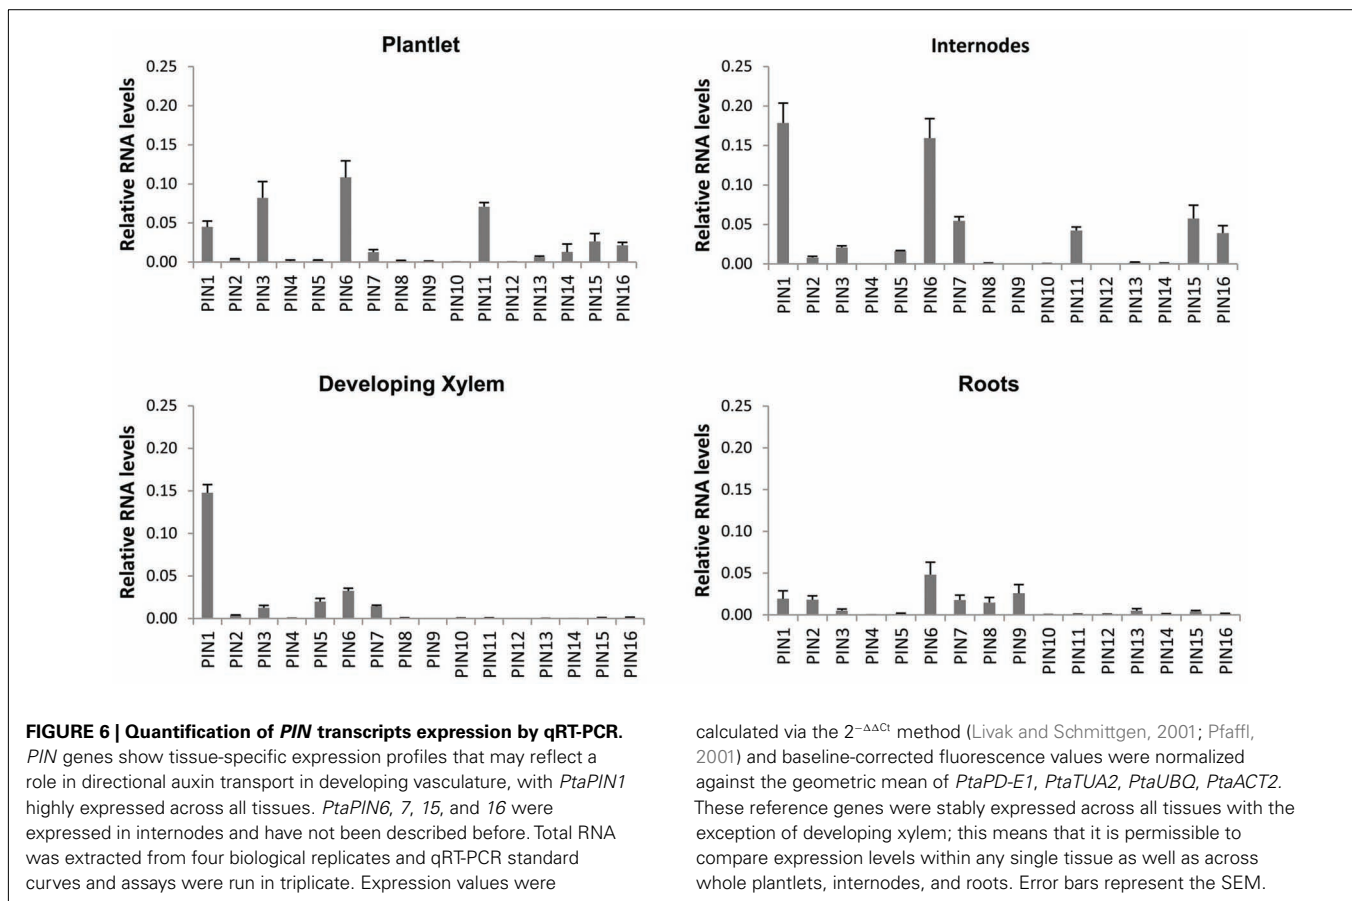 Plantlet
Relative RNA levels
0.25
0.20
0.15
0.10
0.05
0.00
PIN1
PIN2
PIN3
PIN4
PIN5
PIN6
PIN7
PIN8
PIN9
PIN10
PIN11
PIN12
PIN13
PIN14
PIN15
PIN16
Internodes
Relative RNA levels
0.25
0.20
0.15
0.10
0.05
0.00
PIN1
PIN2
PIN3
PIN4
PIN5
PIN6
PIN7
PIN8
PIN9
PIN10
PIN11
PIN12
PIN13
PIN14
PIN15
PIN16
Developing Xylem
Relative RNA levels
0.25
0.20
0.15
0.10
0.05
0.00
PIN1
PIN2
PIN3
PIN4
PIN5
PIN6
PIN7
PIN8
PIN9
PIN10
PIN11
PIN12
PIN13
PIN14
PIN15
PIN16
Roots
Relative RNA levels
0.25
0.20
0.15
0.10
0.05
0.00
PIN1
PIN2
PIN3
PIN4
PIN5
PIN6
PIN7
PIN8
PIN9
PIN10
PIN11
PIN12
PIN13
PIN14
PIN15
PIN16
FIGURE 6 | Quantification of PIN transcripts expression by qRT-PCR.
PIN genes show tissue-specific expression profiles that may reflect a
role in directional auxin transport in developing vasculature, with PtaPIN1
highly expressed across all tissues. PtaPIN6, 7, 15, and 16 were
expressed in internodes and have not been described before. Total RNA
was extracted from four biological replicates and qRT-PCR standard
curves and assays were run in triplicate. Expression values were
calculated via the 2−ΔΔCt method (Livak and Schmittgen, 2001; Pfaffl,
2001) and baseline-corrected fluorescence values were normalized
against the geometric mean of PtaPD-E1, PtaTUA2, PtaUBQ, PtaACT2.
These reference genes were stably expressed across all tissues with the
exception of developing xylem; this means that it is permissible to
compare expression levels within any single tissue as well as across
whole plantlets, internodes, and roots. Error bars represent the SEM.